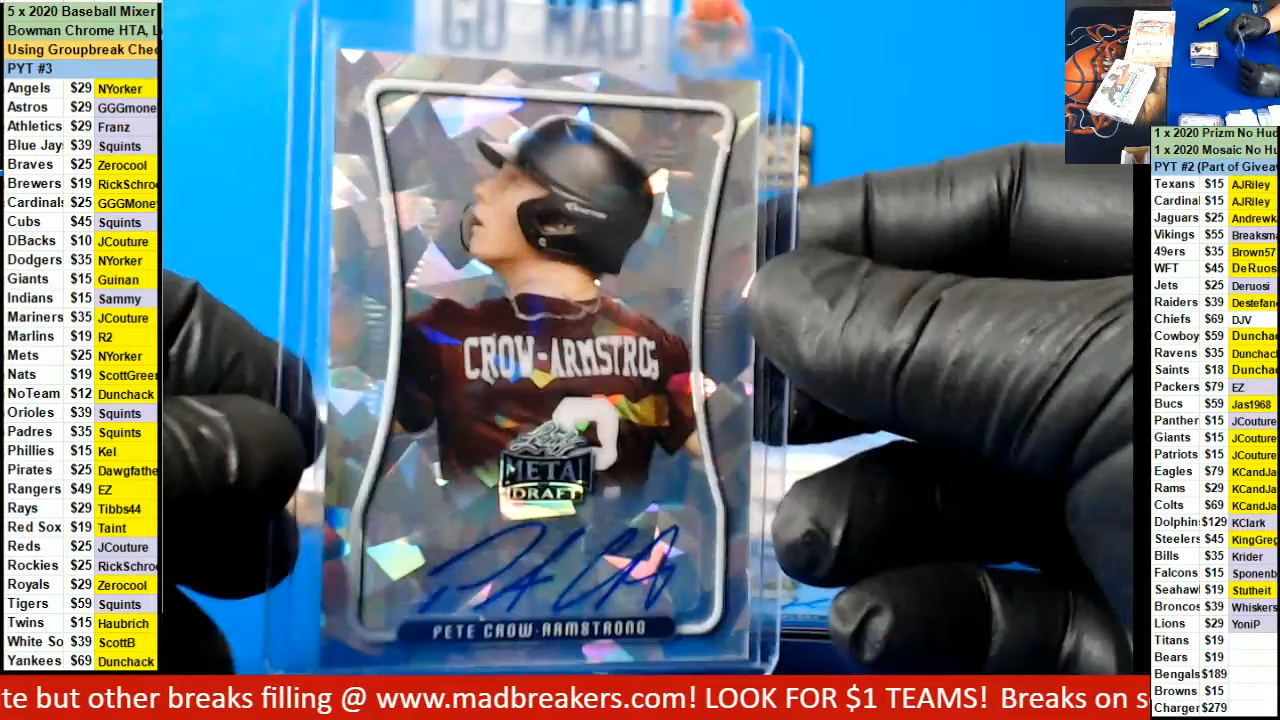 5 x 2020 Baseball Mixer
Bowman Chrome HTA, L
Using Groupbreak Chec
PYT #3
Angels $29 NYorker
Astros $29 GGGmone
Athletics $29 Franz
Blue Jay $39 Squints
Braves $25 Zerocool
Brewers $19 RickSchro
Cardinal $25 GGGMone
Cubs $45 Squints
DBacks $10 JCouture
Dodgers $35 NYorker
Giants $15 Guinan
Indians $15 Sammy
Mariners $35 JCouture
Marlins $19 R2
Mets $25 NYorker
Nats $19 ScottGree
NoTeam $12 Dunchack
Orioles $39 Squints
Padres $35 Squints
Phillies $15 Kel
Pirates $25 Dawgfathe
Rangers $49 EZ
Rays $29 Tibbs44
Red Sox $19 Taint
Reds $25 JCouture
Rockies $25 RickSchro
Royals $29 Zerocool
Tigers $59 Squints
Twins $15 Haubrich
White So $39 ScottB
Yankees $69 Dunchack
CROW-ARMSTRO
Leaf
METAL
DRAFT
PETE CROW-ARMSTRONG
1 x 2020 Prizm No Hud
1 x 2020 Mosaic No Hu
PYT #2 (Part of Giveaw
Texans $15 AJRiley
Cardina $15 AJRiley
Jaguars $25 Andrewk
Vikings $55 Breaksma
49ers $35 Brown57
WFT $45 DeRuos
Jets $25 Deruosi
Raiders $39 Destefan
Chiefs $69 DJV
Cowboy $59 Dunchac
Ravens $35 Dunchac
Saints $18 Dunchac
Packers $79 EZ
Bucs $59 Jas1968
Panther $15 JCouture
Giants $15 JCouture
Patriots $15 JCouture
Eagles $79 KCandJa
Rams $29 KCandJa
Colts $69 KCandJa
Dolphin $129 KClark
Steelers $45 KingGreg
Bills $35 Krider
Falcons $15 Sponenb
Seahaw $19 Stutheit
Broncos $39 Whiskers
Lions $29 YoniP
Titans $19
Bears $19
Bengals $189
Browns $15
Charger $279
te but other breaks filling @ www.madbreakers.com! LOOK FOR $1 TEAMS! Breaks on s